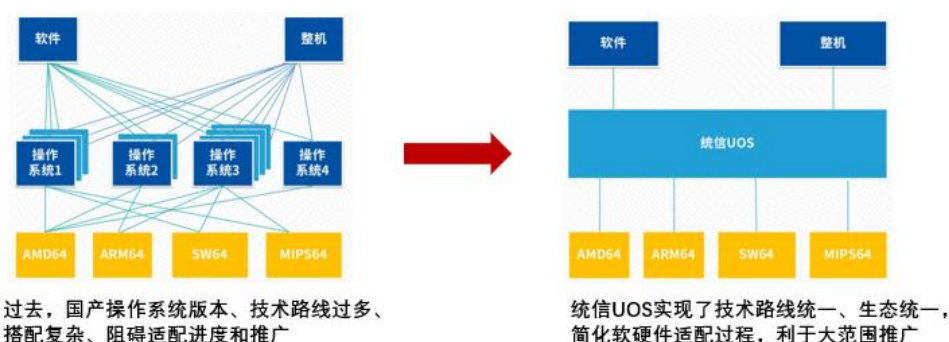 软件
整机
操作
系统1
操作
系统2
操作
系统3
操作
系统4
AMD64
ARM64
SW64
MIPS64
过去，国产操作系统版本、技术路线过多、
搭配复杂、阻碍适配进度和推广
软件
整机
统信UOS
AMD64
ARM64
SW64
MIPS64
统信UOS实现了技术路线统一、生态统一，
简化软硬件适配过程，利于大范围推广